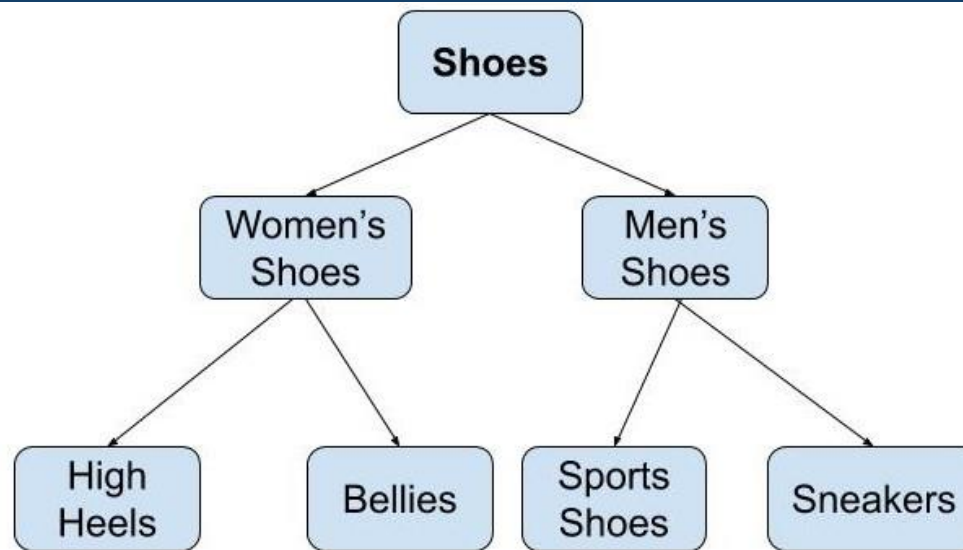 Shoes
Women’s
Shoes
Men’s
Shoes
High
Heels
Bellies
Sports
Shoes
Sneakers